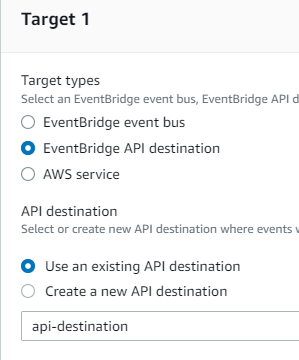 Target 1
Target types
Select an EventBridge event bus, EventBridge API d
EventBridge event bus
EventBridge API destination
AWS service
API destination
Select or create new API destination where events
Use an existing API destination
Create a new API destination
api-destination